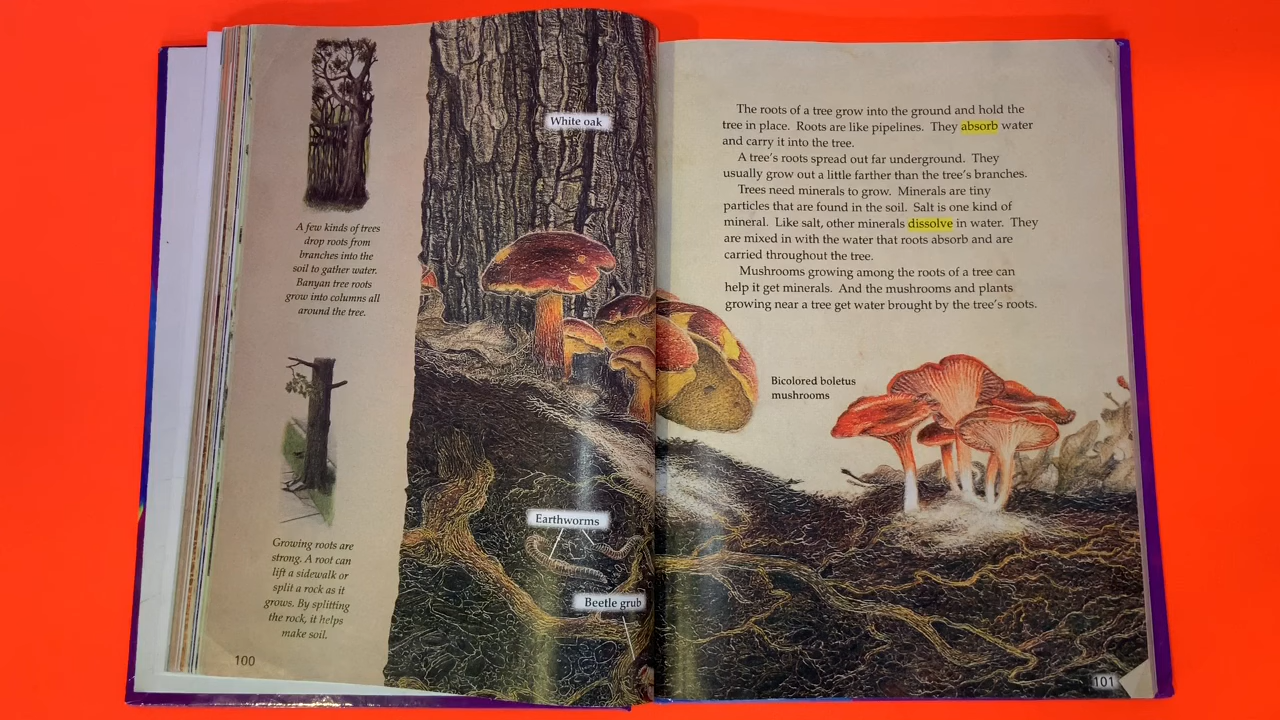 A few kinds of trees
drop roots from
branches into the
soil to gather water.
Banyan tree roots
grow into columns all
around the tree.
Growing roots are
strong. A root can
lift a sidewalk or
split a rock as it
grows. By splitting
the rock, it helps
make soil.
100
White oak
Earthworms
Beetle grub
The roots of a tree grow into the ground and hold the
tree in place. Roots are like pipelines. They absorb water
and carry it into the tree.
A tree's roots spread out far underground. They
usually grow out a little farther than the tree's branches.
Trees need minerals to grow. Minerals are tiny
particles that are found in the soil. Salt is one kind of
mineral. Like salt, other minerals dissolve in water. They
are mixed in with the water that roots absorb and are
carried throughout the tree.
Mushrooms growing among the roots of a tree can
help it get minerals. And the mushrooms and plants
growing near a tree get water brought by the tree's roots.
Bicolored boletus
mushrooms
101